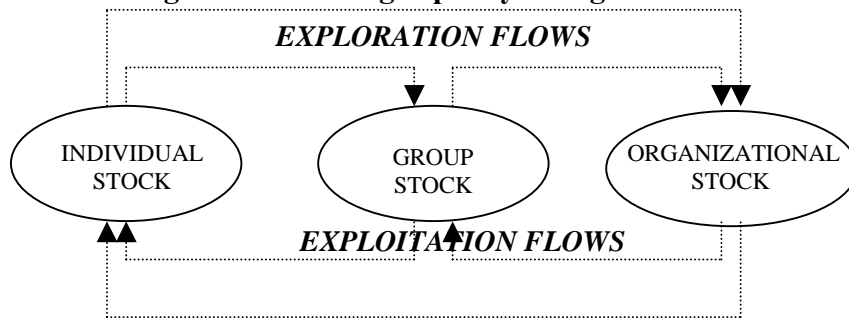 EXPLORATION FLOWS
INDIVIDUAL
STOCK
GROUP
STOCK
ORGANIZATIONAL
STOCK
EXPLOITATION FLOWS